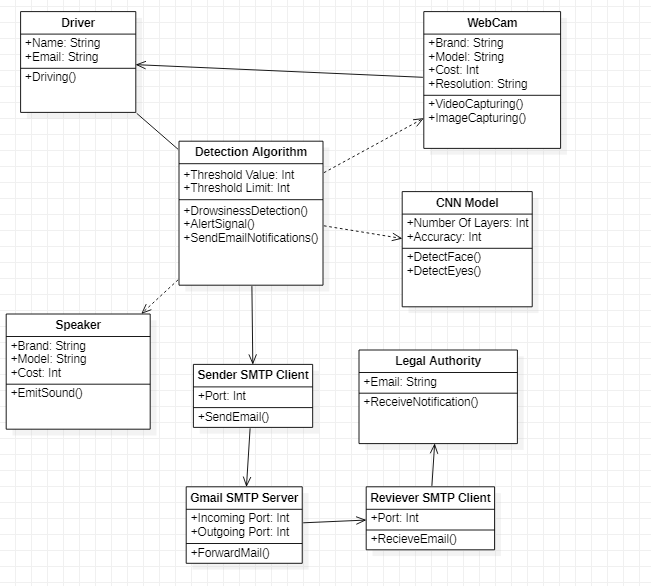 Driver
+Name: String
+Email: String
+Driving()
WebCam
+Brand: String
+Model: String
+Cost: Int
+Resolution: String
+VideoCapturing()
+ImageCapturing()
Detection Algorithm
+Threshold Value: Int
+Threshold Limit: Int
+DrowsinessDetection()
+AlertSignal()
+SendEmailNotifications()
CNN Model
+Number Of Layers: Int
+Accuracy: Int
+DetectFace()
+DetectEyes()
Speaker
+Brand: String
+Model: String
+Cost: Int
+EmitSound()
Sender SMTP Client
+Port: Int
+SendEmail()
Legal Authority
+Email: String
+ReceiveNotification()
Gmail SMTP Server
+Incoming Port: Int
+Outgoing Port: Int
+ForwardMail()
Reviever SMTP Client
+Port: Int
+RecieveEmail()